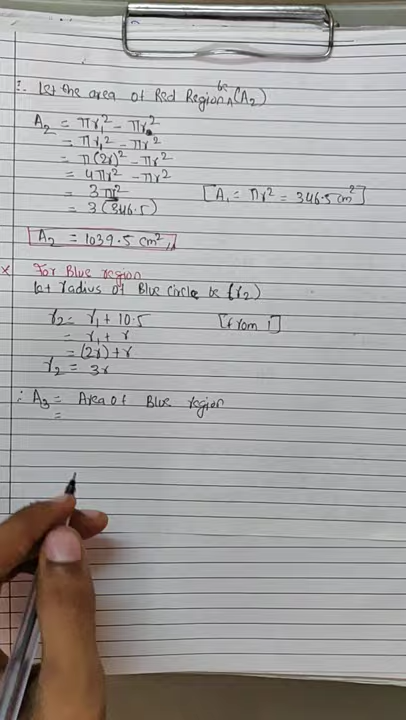 ∴ Let the area of Red Region be (A₂)
A₂ = πr₁² - πr²
= πr₁² - πr²
= π(2r)² - πr²
= 4πr² - πr²
= 3πr² [A₁ = πr² = 346.5 cm²]
= 3(346.5)
A₂ = 1039.5 cm²//
× For Blue region
let radius of Blue circle be (r₂)
r₂ = r₁ + 10.5 [from 1]
= r₁ + r
= (2r) + r
r₂ = 3r
∴ A₃ = Area of Blue region
=